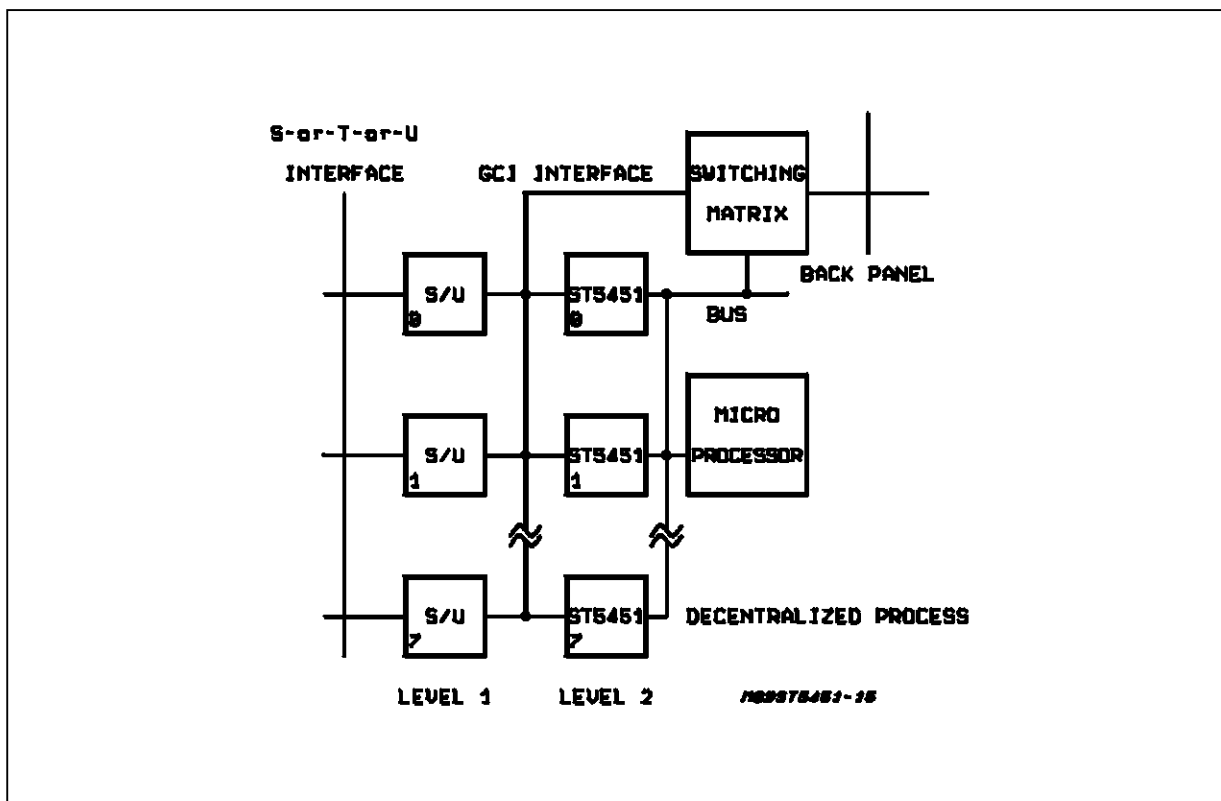 S-or-T-or-U
INTERFACE
GCI INTERFACE
SWITCHING
MATRIX
BACK PANEL
S/U
0
ST5451
0
BUS
MICRO
PROCESSOR
S/U
1
ST5451
1
S/U
7
ST5451
7
DECENTRALIZED PROCESS
LEVEL 1
LEVEL 2